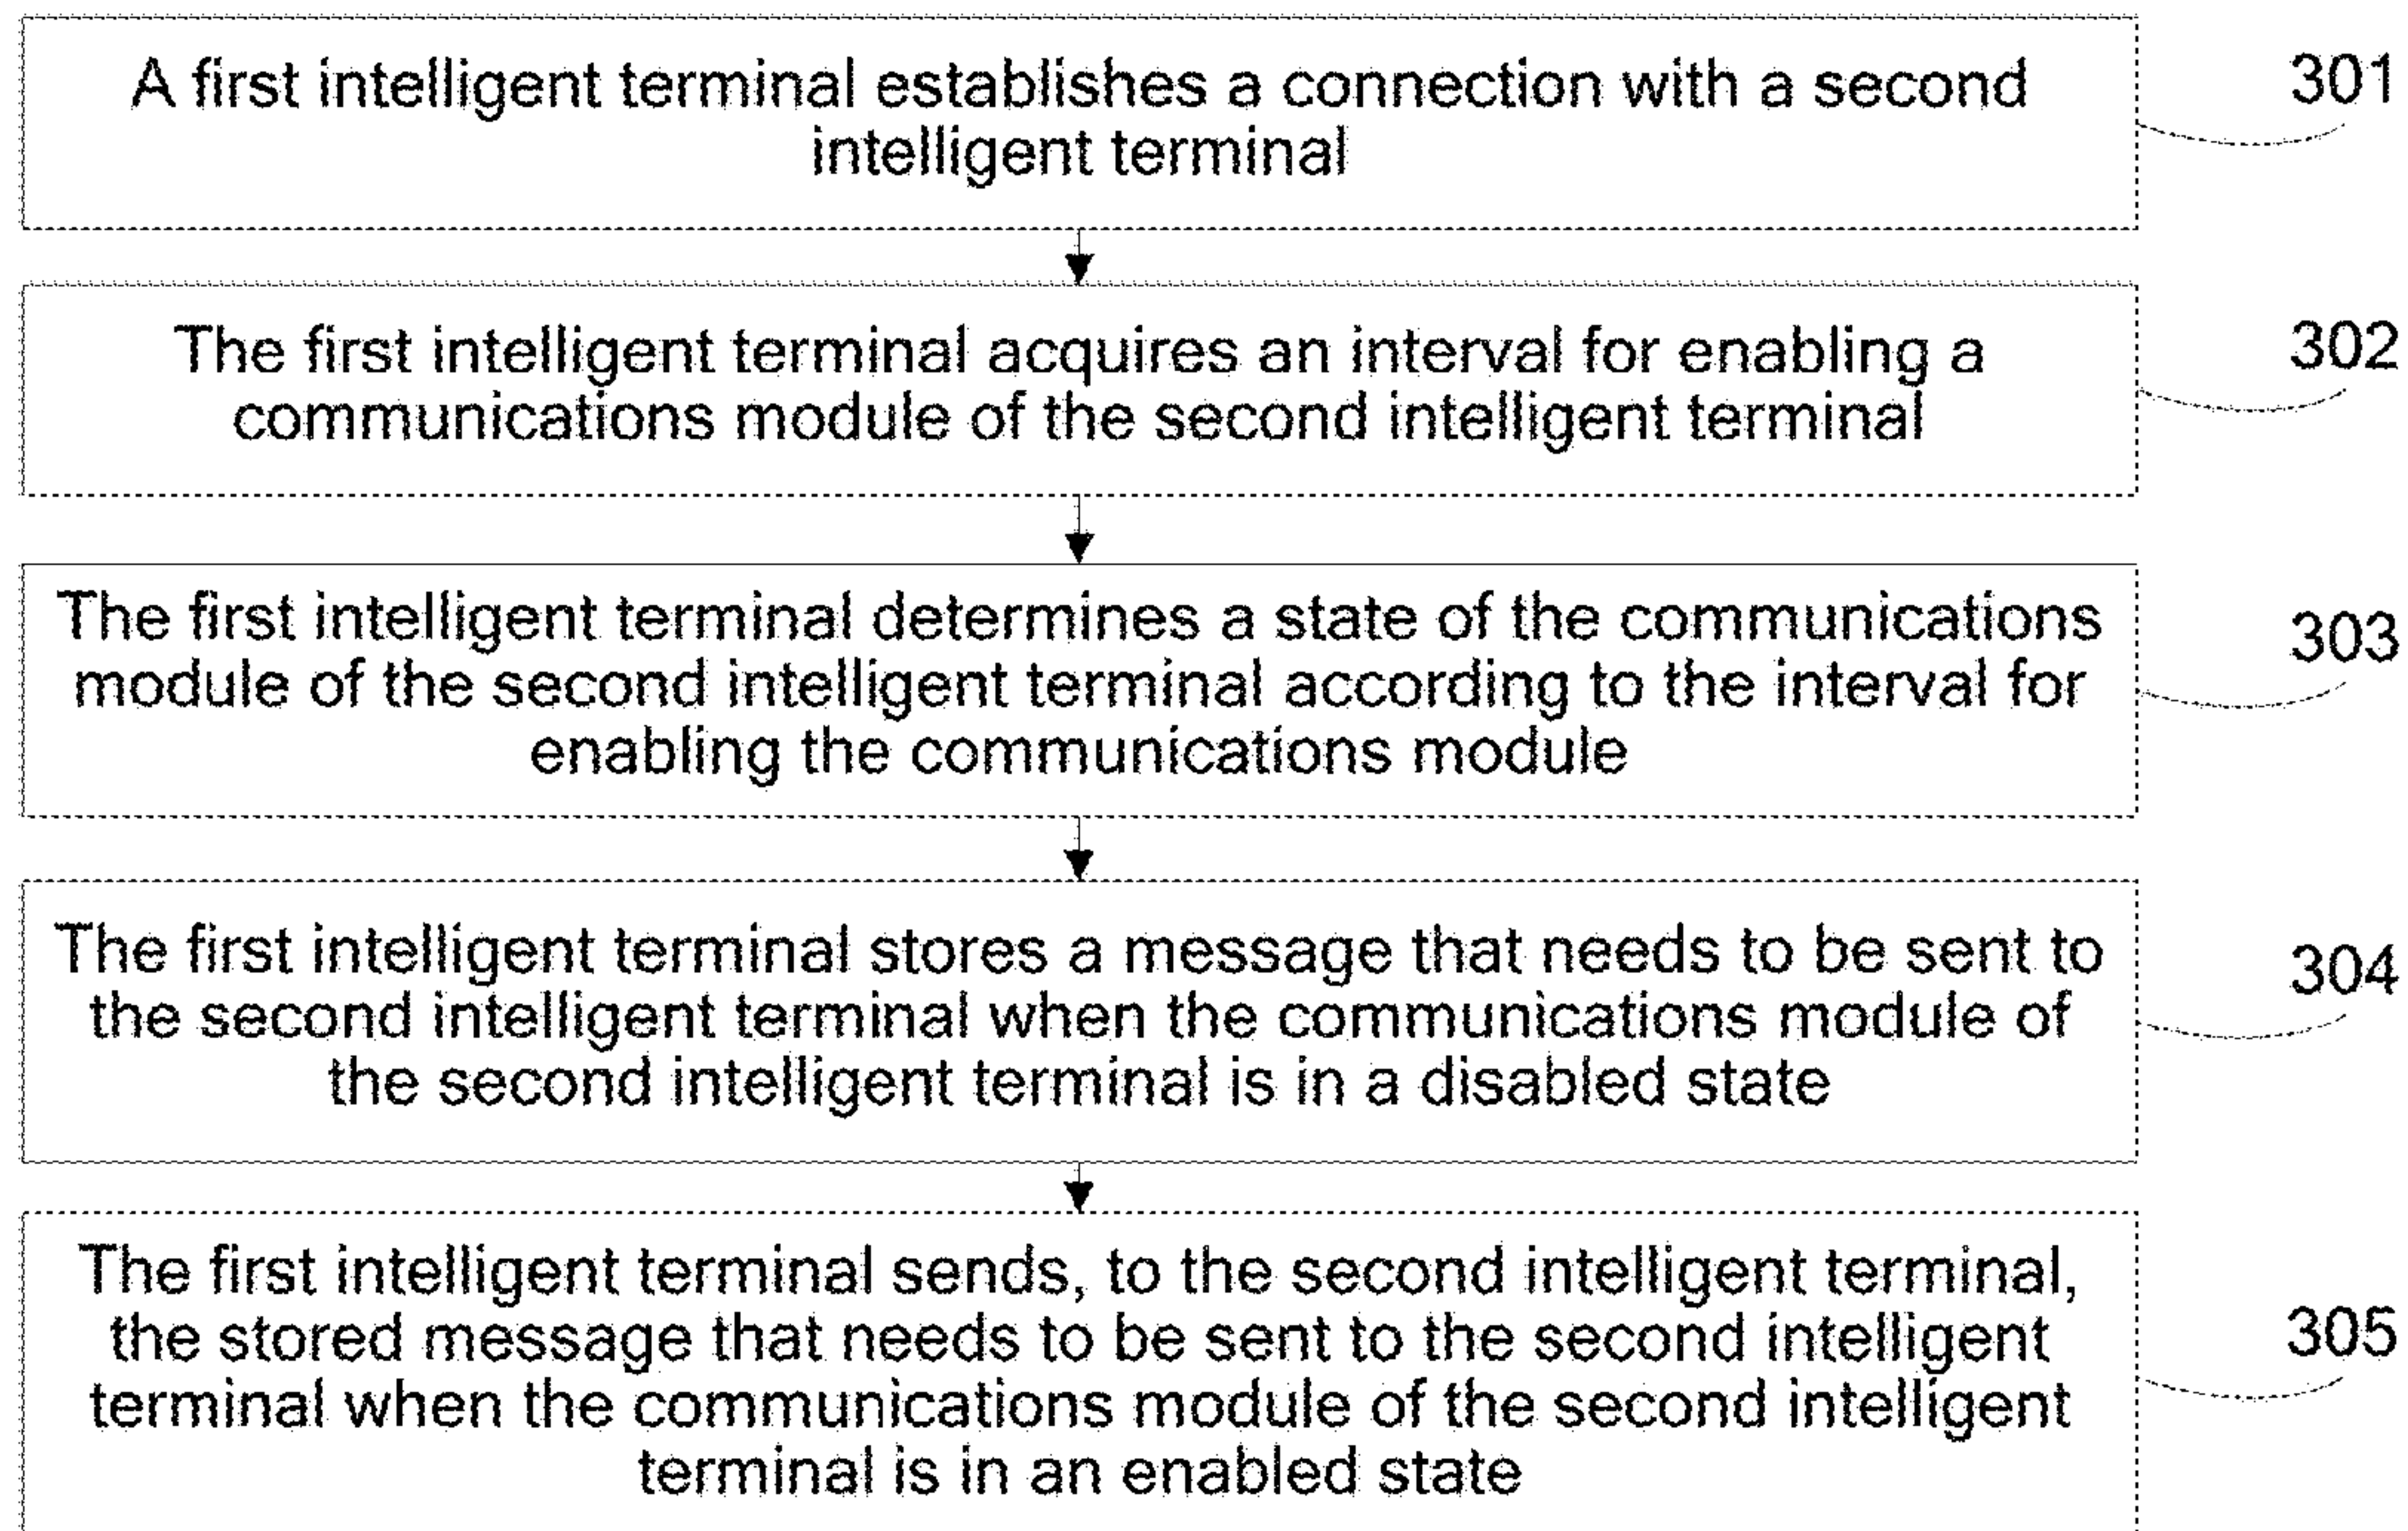 A first intelligent terminal establishes a connection with a second
intelligent terminal
301
The first intelligent terminal acquires an interval for enabling a
communications module of the second intelligent terminal
302
The first intelligent terminal determines a state of the communications
module of the second intelligent terminal according to the interval for
enabling the communications module
303
The first intelligent terminal stores a message that needs to be sent to
the second intelligent terminal when the communications module of
the second intelligent terminal is in a disabled state
304
The first intelligent terminal sends, to the second intelligent terminal,
the stored message that needs to be sent to the second intelligent
terminal when the communications module of the second intelligent
terminal is in an enabled state
305